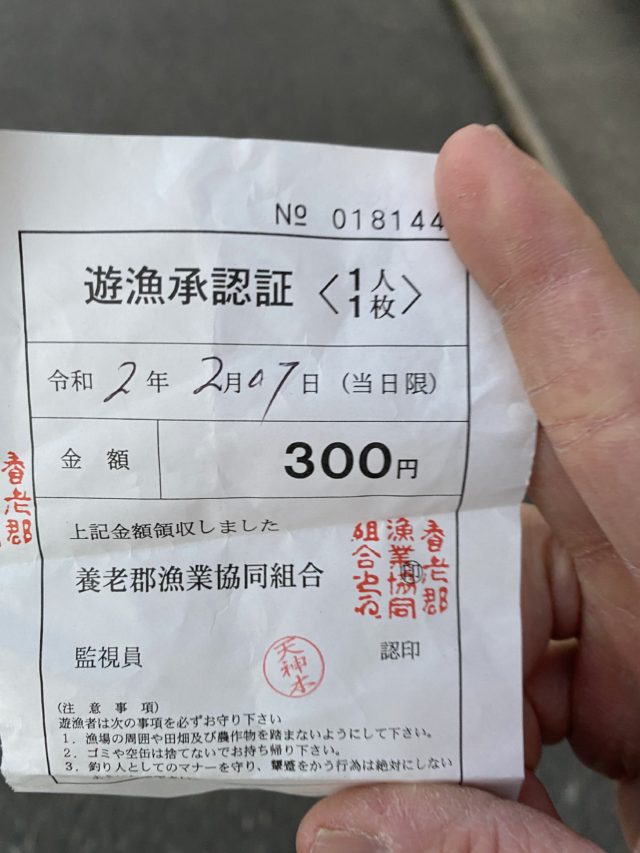 № 018144
遊漁承認証〈1人1枚〉
令和 2 年 2月07日(当日限)
金 額 300円
上記金額領収しました
養老郡漁業協同組合
養老郡
漁業協同
組合之印
養老郡
監視員 天神木 認印
(注意事項)
遊漁者は次の事項を必ずお守り下さい
1.漁場の周囲や田畑及び農作物を踏まないようにして下さい。
2.ゴミや空缶は捨てないでお持ち帰り下さい。
3.釣り人としてのマナーを守り、顰蹙をかう行為は絶対にしない